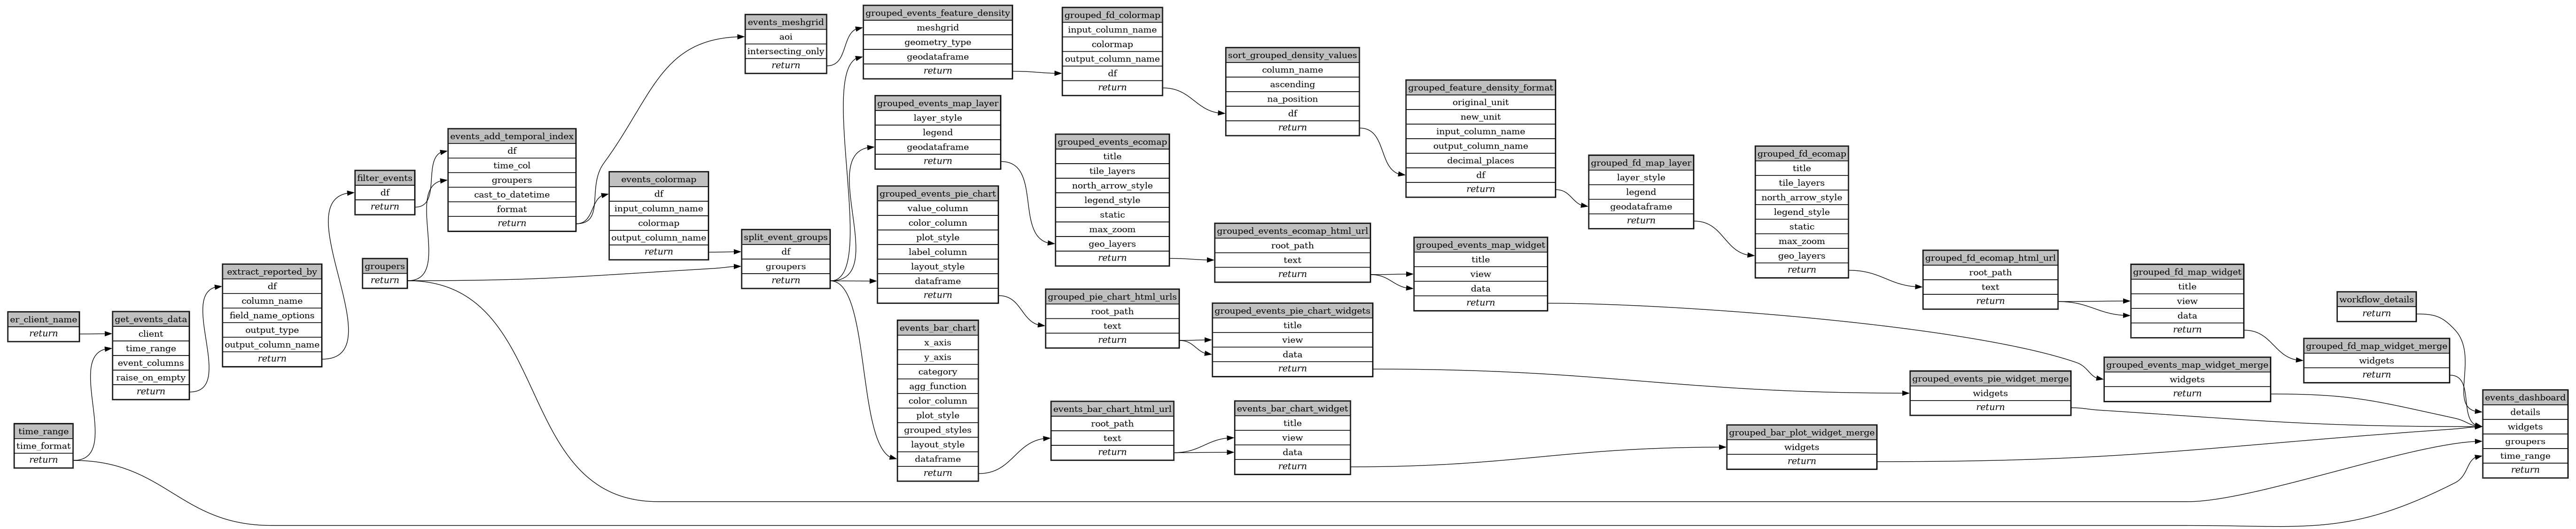 er_client_name
return
time_range
time_format
return
get_events_data
client
time_range
event_columns
raise_on_empty
return
extract_reported_by
df
column_name
field_name_options
output_type
output_column_name
return
filter_events
df
return
groupers
return
events_add_temporal_index
df
time_col
groupers
cast_to_datetime
format
return
events_colormap
df
input_column_name
colormap
output_column_name
return
events_meshgrid
aoi
intersecting_only
return
split_event_groups
df
groupers
return
grouped_events_feature_density
meshgrid
geometry_type
geodataframe
return
grouped_events_map_layer
layer_style
legend
geodataframe
return
grouped_events_pie_chart
value_column
color_column
plot_style
label_column
layout_style
dataframe
return
events_bar_chart
x_axis
y_axis
category
agg_function
color_column
plot_style
grouped_styles
layout_style
dataframe
return
grouped_fd_colormap
input_column_name
colormap
output_column_name
df
return
grouped_events_ecomap
title
tile_layers
north_arrow_style
legend_style
static
max_zoom
geo_layers
return
grouped_pie_chart_html_urls
root_path
text
return
events_bar_chart_html_url
root_path
text
return
sort_grouped_density_values
column_name
ascending
na_position
df
return
grouped_events_ecomap_html_url
root_path
text
return
grouped_events_pie_chart_widgets
title
view
data
return
events_bar_chart_widget
title
view
data
return
grouped_feature_density_format
original_unit
new_unit
input_column_name
output_column_name
decimal_places
df
return
grouped_events_map_widget
title
view
data
return
grouped_fd_map_layer
layer_style
legend
geodataframe
return
grouped_fd_ecomap
title
tile_layers
north_arrow_style
legend_style
static
max_zoom
geo_layers
return
grouped_bar_plot_widget_merge
widgets
return
grouped_fd_ecomap_html_url
root_path
text
return
grouped_events_pie_widget_merge
widgets
return
grouped_fd_map_widget
title
view
data
return
grouped_events_map_widget_merge
widgets
return
workflow_details
return
grouped_fd_map_widget_merge
widgets
return
events_dashboard
details
widgets
groupers
time_range
return